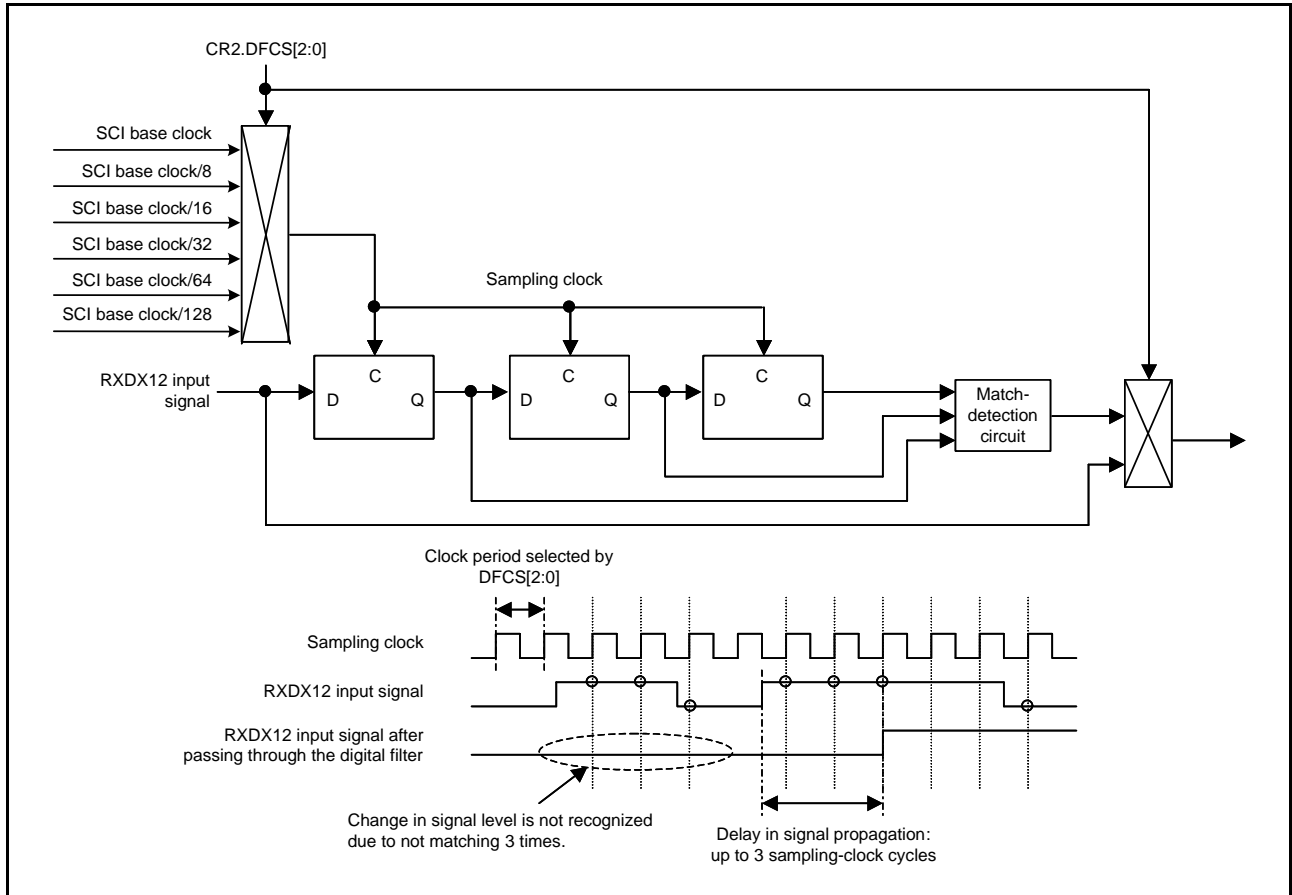 CR2.DFCS[2:0]
SCI base clock
SCI base clock/8
SCI base clock/16
SCI base clock/32
SCI base clock/64
SCI base clock/128
Sampling clock
RXDX12 input
signal
C
D Q
C
D Q
C
D Q
Match-
detection
circuit
Clock period selected by
DFCS[2:0]
Sampling clock
RXDX12 input signal
RXDX12 input signal after
passing through the digital filter
Change in signal level is not recognized
due to not matching 3 times.
Delay in signal propagation:
up to 3 sampling-clock cycles